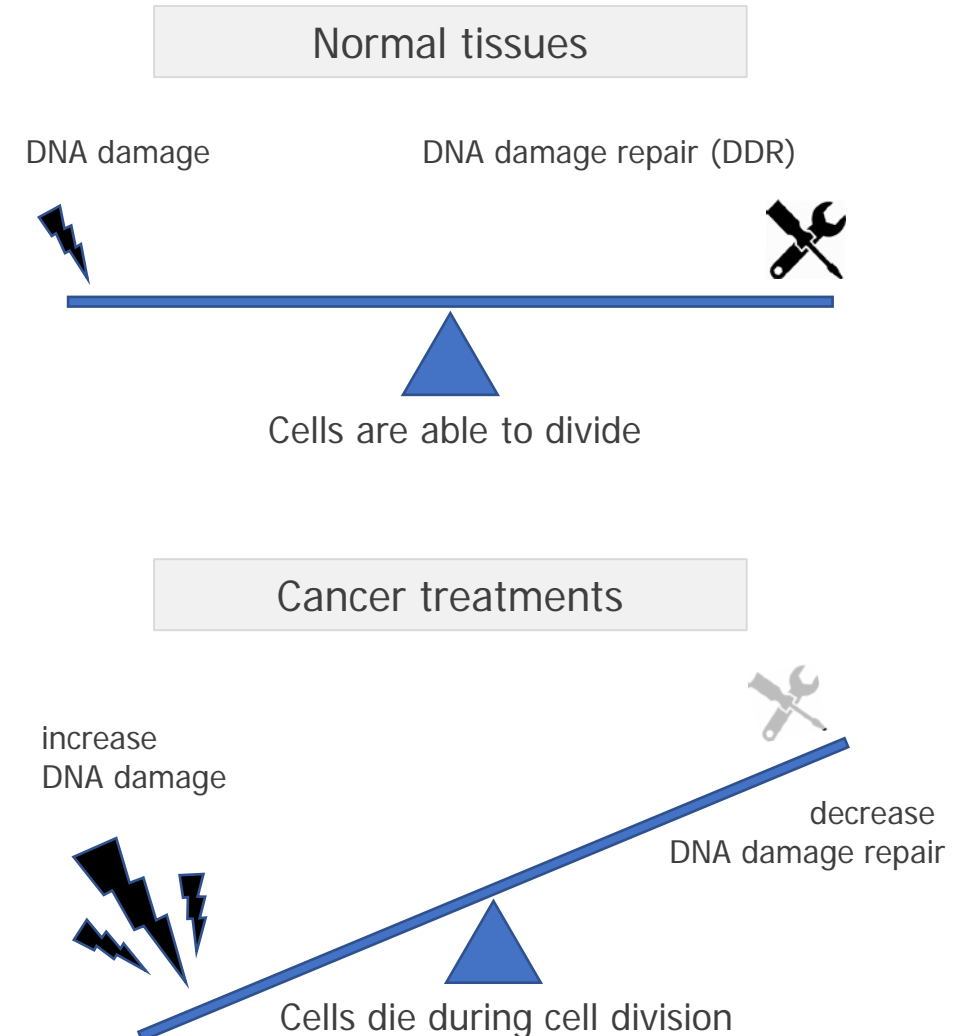 Normal tissues
DNA damage
DNA damage repair (DDR)
Cells are able to divide
Cancer treatments
increase
DNA damage
decrease
DNA damage repair
Cells die during cell division